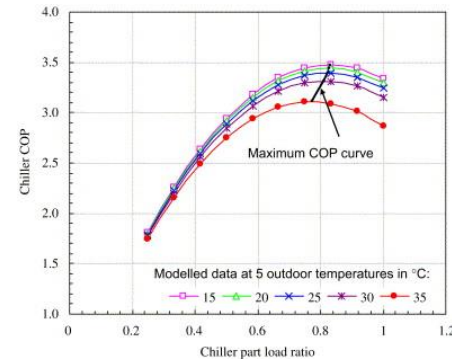 4.0
3.5
3.0
2.5
2.0
1.5
1.0
Chiller COP
Maximum COP curve
Modelled data at 5 outdoor temperatures in °C:
15 20 25 30 35
0 0.2 0.4 0.6 0.8 1 1.2
Chiller part load ratio